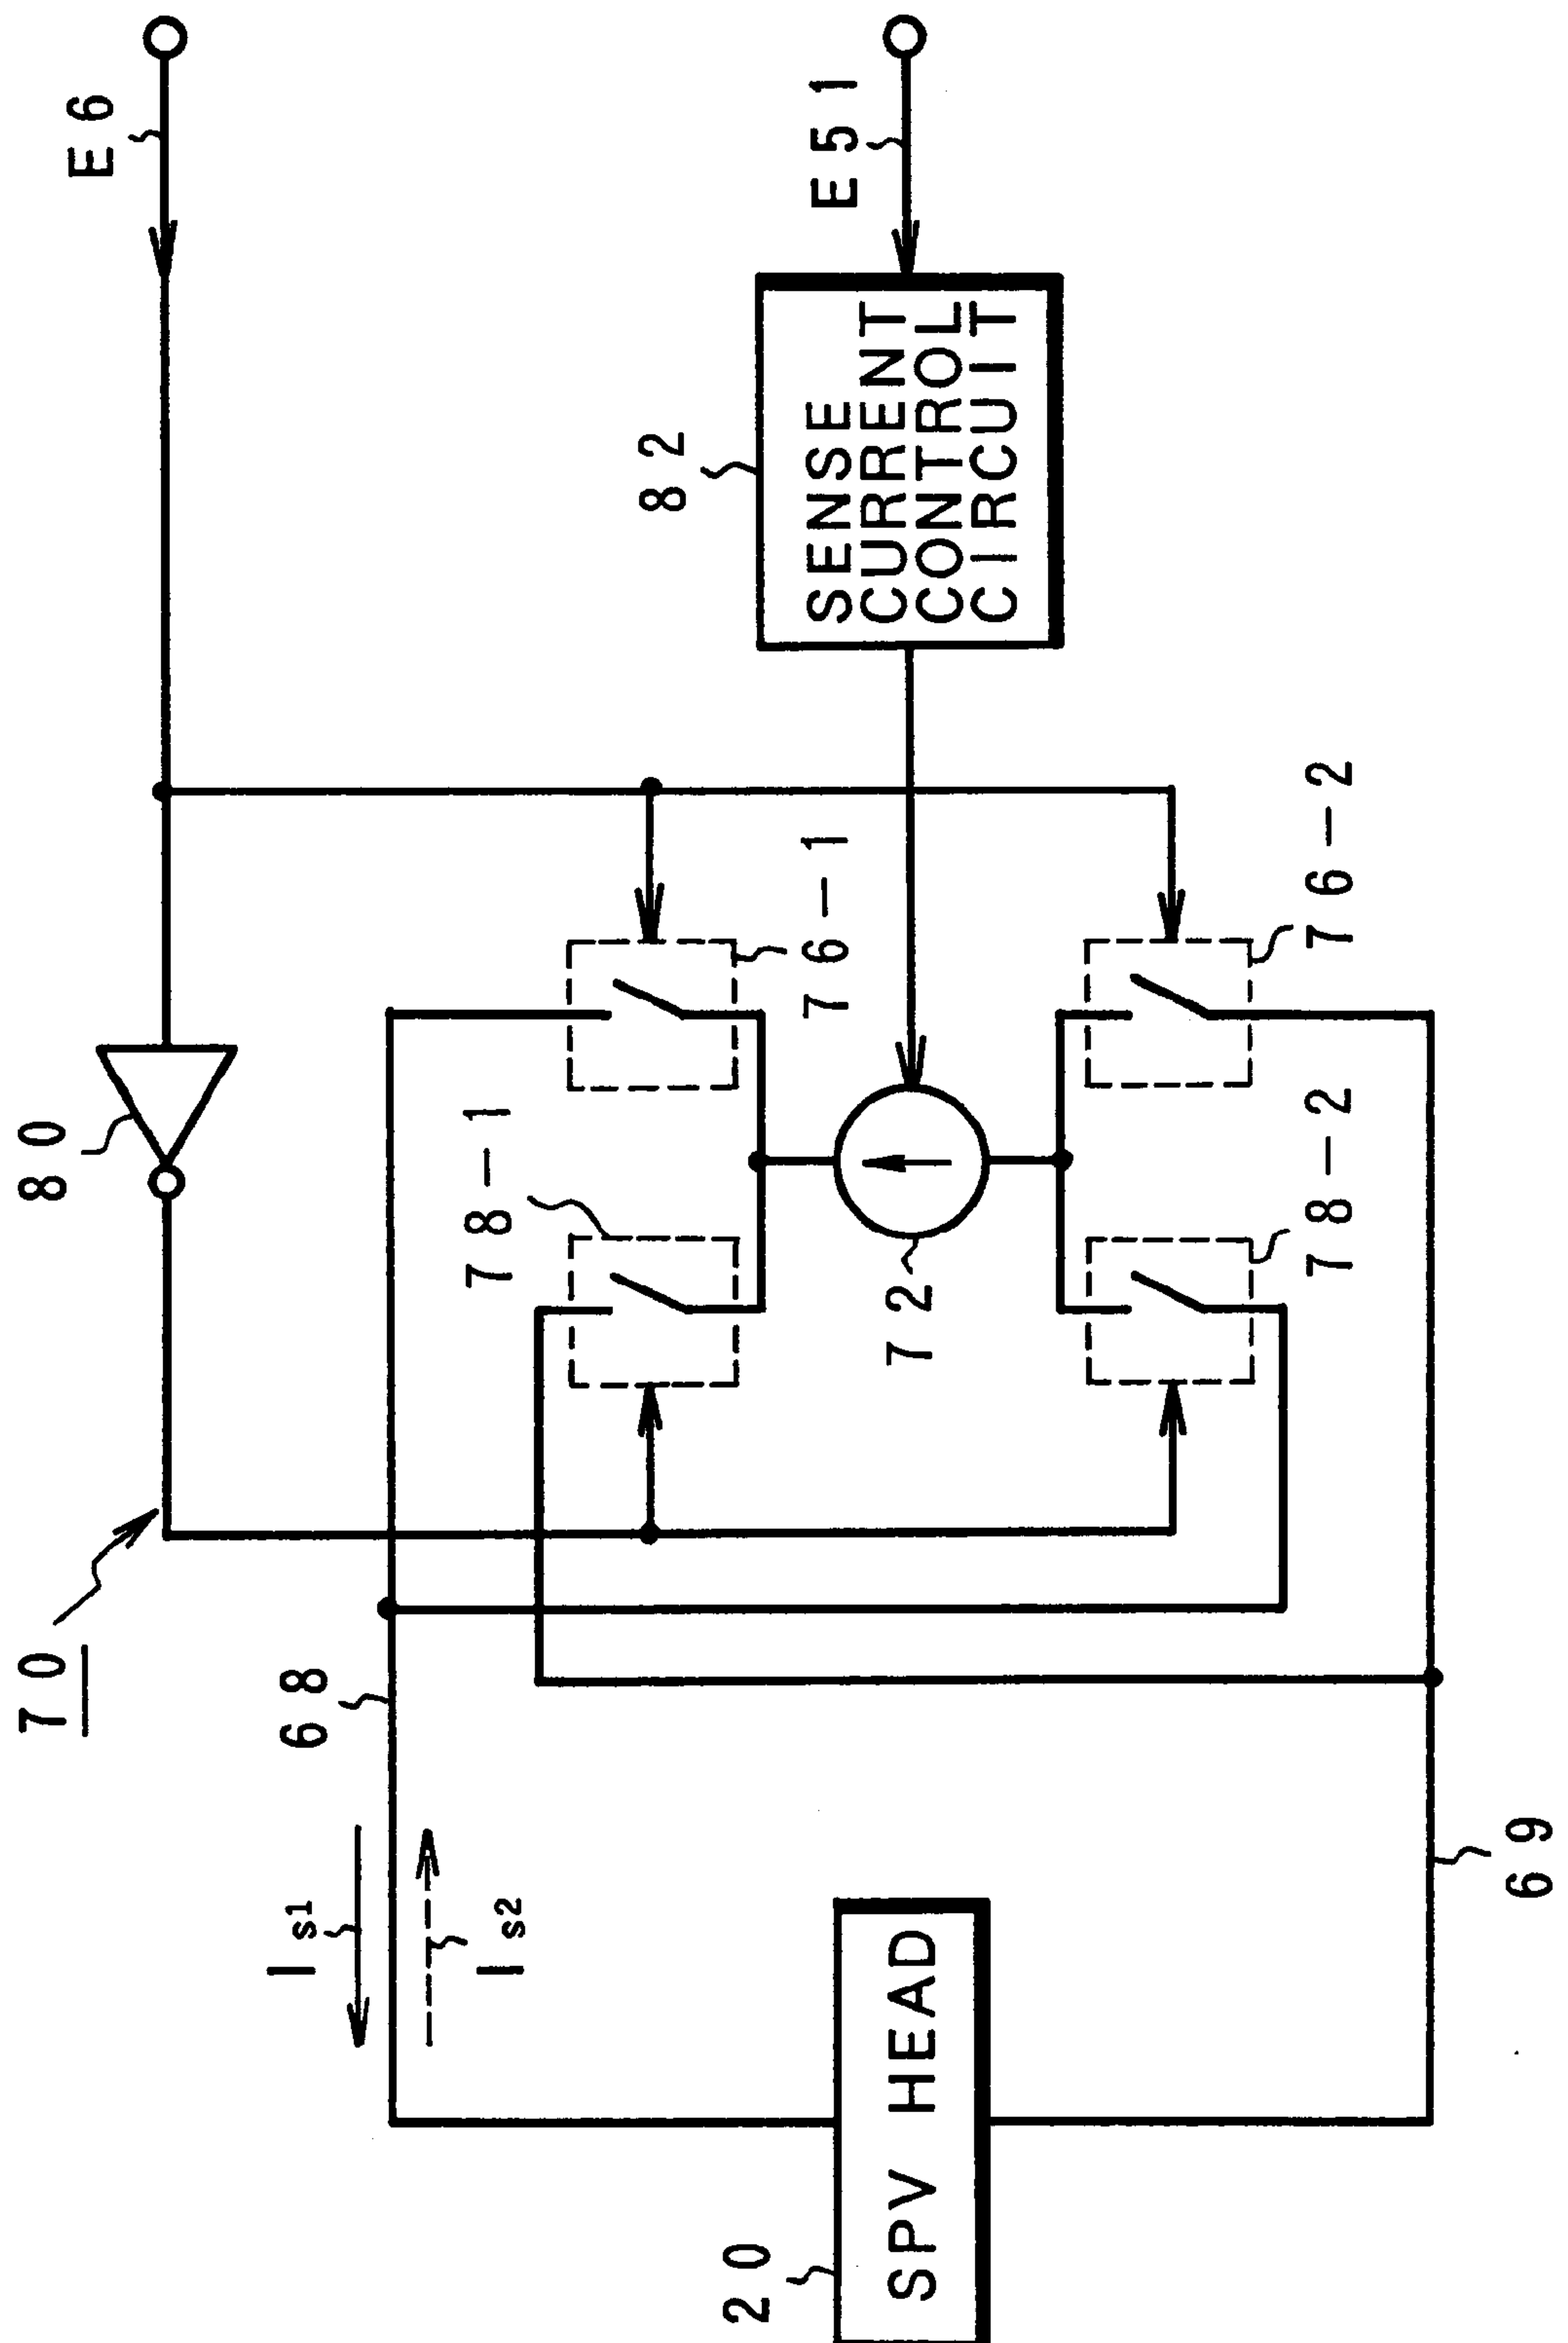 70
80
E6
Is1
68
Is2
78-1
82
20
76-1
E51
SENSE
CURRENT
CONTROL
CIRCUIT
SPV HEAD
72
78-2
76-2
69